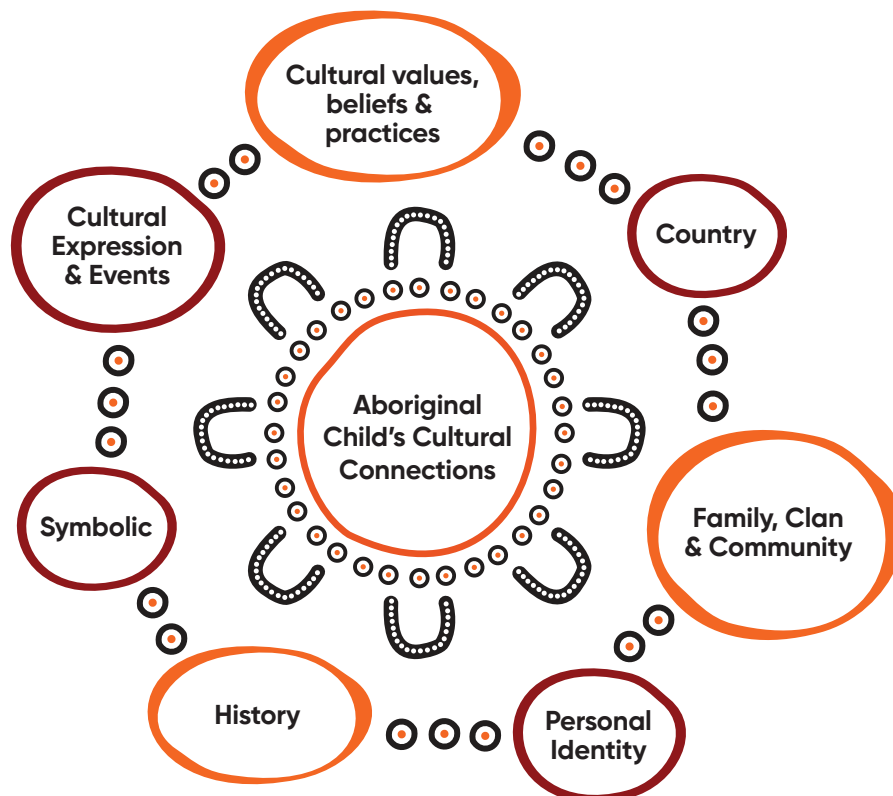 Cultural values,
beliefs &
practices
Country
Family, Clan
& Community
Personal
Identity
History
Symbolic
Cultural
Expression
& Events
Aboriginal
Child's Cultural
Connections